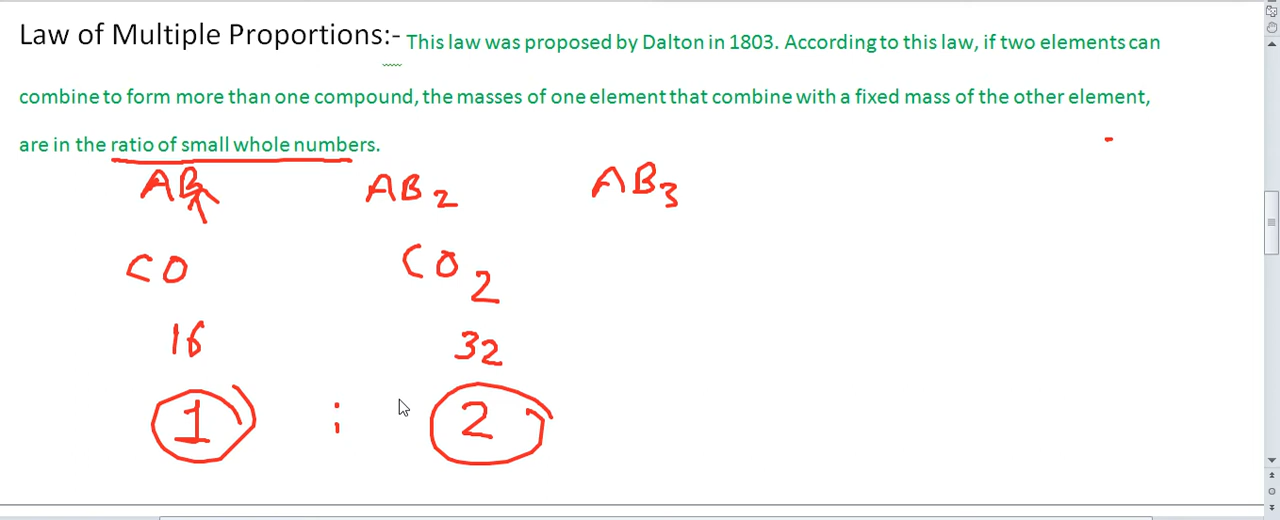 Law of Multiple Proportions:- This law was proposed by Dalton in 1803. According to this law, if two elements can
combine to form more than one compound, the masses of one element that combine with a fixed mass of the other element,
are in the ratio of small whole numbers.
AB₁ AB₂ AB₃
CO CO₂
16 32
1 : 2